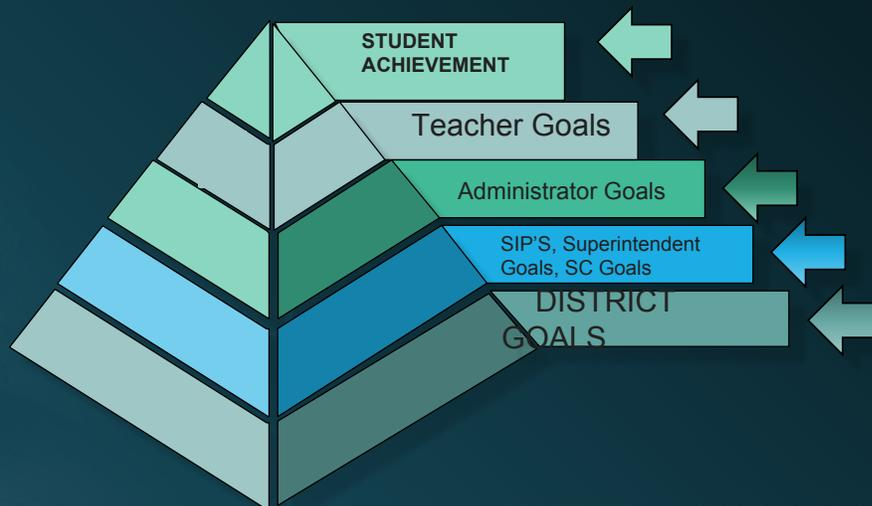 STUDENT
ACHIEVEMENT
Teacher Goals
Administrator Goals
SIP'S, Superintendent
Goals, SC Goals
DISTRICT
GOALS